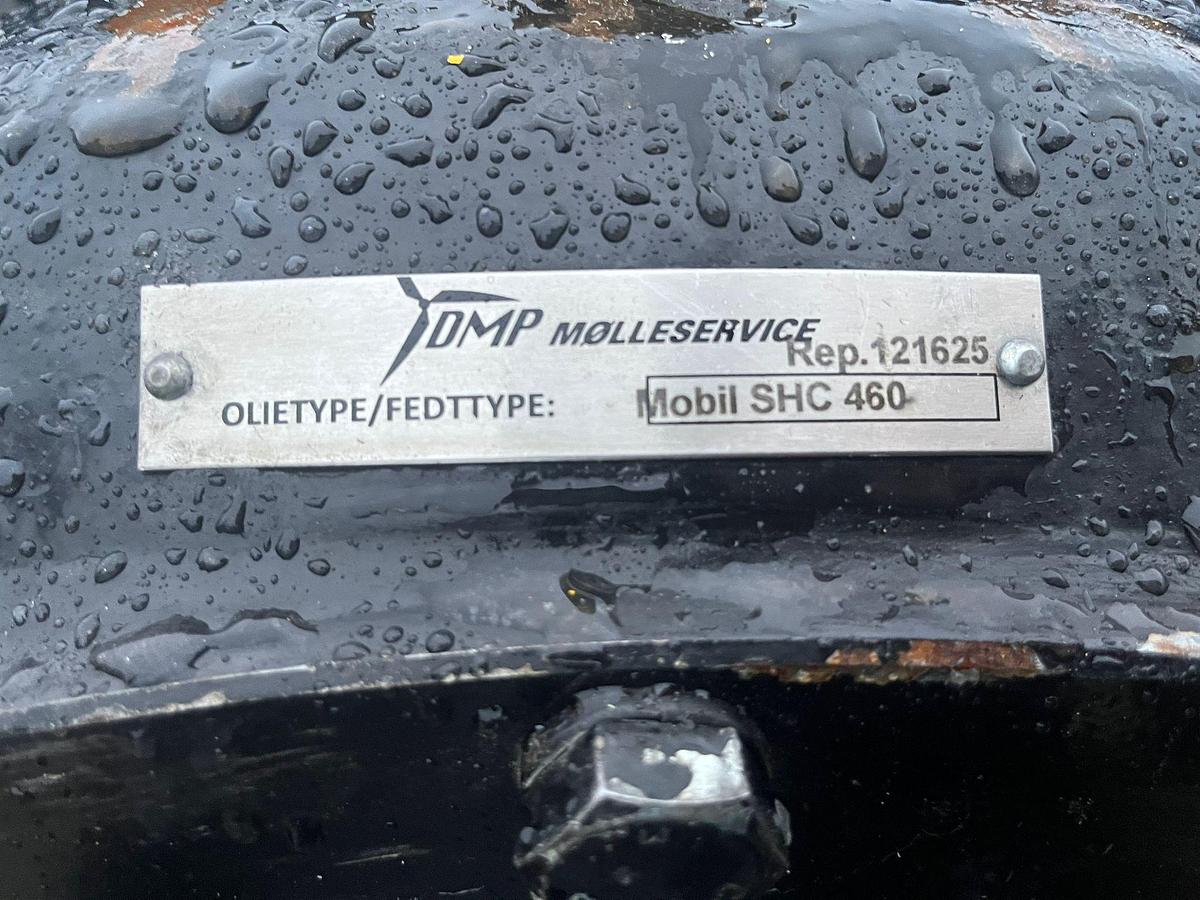 DMP MØLLESERVICE
Rep.121625
OLIETYPE/FEDTTYPE: Mobil SHC 460